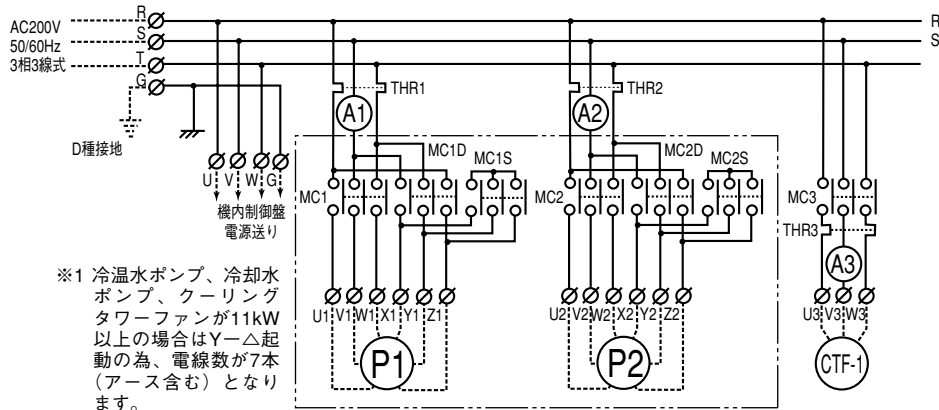 AC200V
50/60Hz
3相3線式
R
S
T
G
R
S
D種接地
U
V
W
G
機内制御盤
電源送り
THR1
A1
THR2
A2
MC1
MC1D
MC1S
MC2
MC2D
MC2S
MC3
THR3
A3
U1
V1
W1
X1
Y1
Z1
U2
V2
W2
X2
Y2
Z2
U3
V3
W3
P1
P2
CTF-1
※1 冷温水ポンプ、冷却水
ポンプ、クーリング
タワーファンが11kW
以上の場合はY－△起
動の為、電線数が7本
（アース含む）となり
ます。